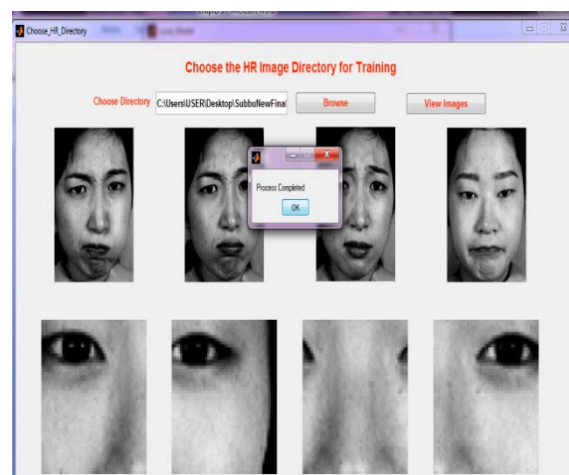 Choose_HR_Directory
Choose the HR Image Directory for Training
Choose Directory
C:\Users\USER\Desktop\SubbuNewFinal
Browse
View Images
Process Completed
OK